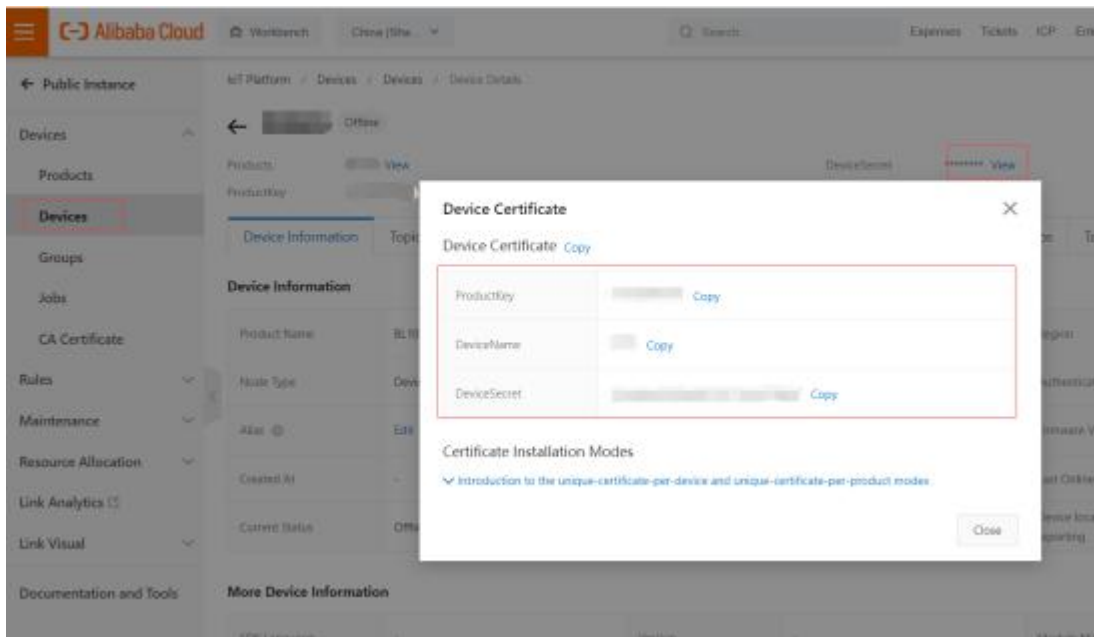 Alibaba Cloud Workbench China (Sha... Search... Expenses Tickets ICP
← Public Instance
IoT Platform / Devices / Devices / Device Details
Devices
Offline
Products
Products View
DeviceSecret ******** View
ProductKey
Devices
Device Information
Groups
Device Information
Jobs
Product Name
CA Certificate
Node Type
Rules
Alias Edit
Maintenance
Created At -
Resource Allocation
Current Status
Link Analytics
Link Visual
Documentation and Tools
More Device Information
Device Certificate
Device Certificate Copy
ProductKey Copy
DeviceName Copy
DeviceSecret Copy
Certificate Installation Modes
Introduction to the unique-certificate-per-device and unique-certificate-per-product modes
Close